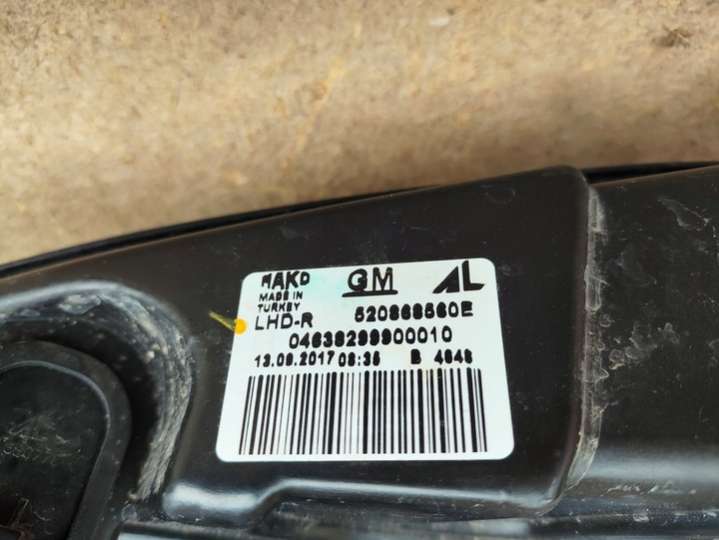 MAKO GM AL
MADE IN
TURKEY
LHD-R 520868560E
04638299900010
13.09.2017 08:35 B 4848